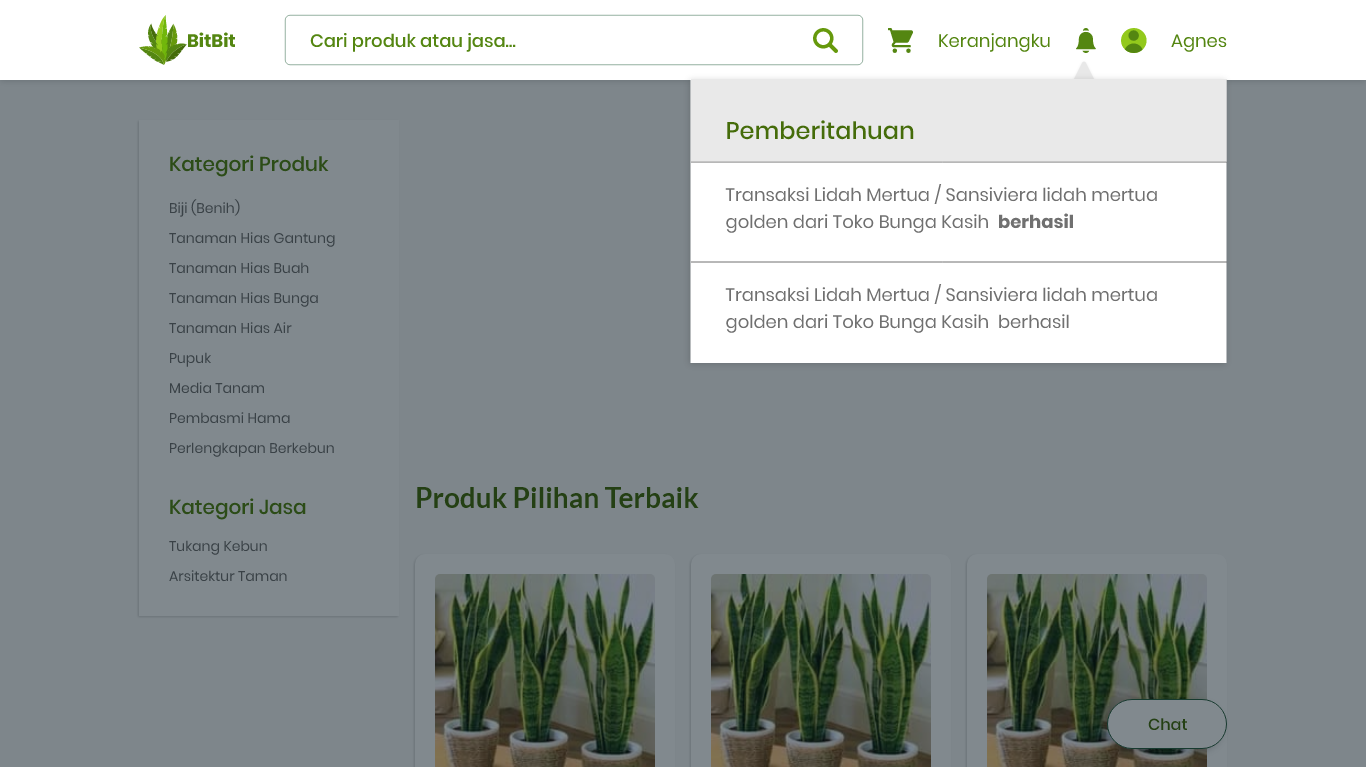 BitBit
Cari produk atau jasa...
Keranjangku
Agnes
Pemberitahuan
Transaksi Lidah Mertua / Sansiviera lidah mertua
golden dari Toko Bunga Kasih berhasil
Transaksi Lidah Mertua / Sansiviera lidah mertua
golden dari Toko Bunga Kasih berhasil
Kategori Produk
Biji (Benih)
Tanaman Hias Gantung
Tanaman Hias Buah
Tanaman Hias Bunga
Tanaman Hias Air
Pupuk
Media Tanam
Pembasmi Hama
Perlengkapan Berkebun
Kategori Jasa
Tukang Kebun
Arsitektur Taman
Produk Pilihan Terbaik
Chat